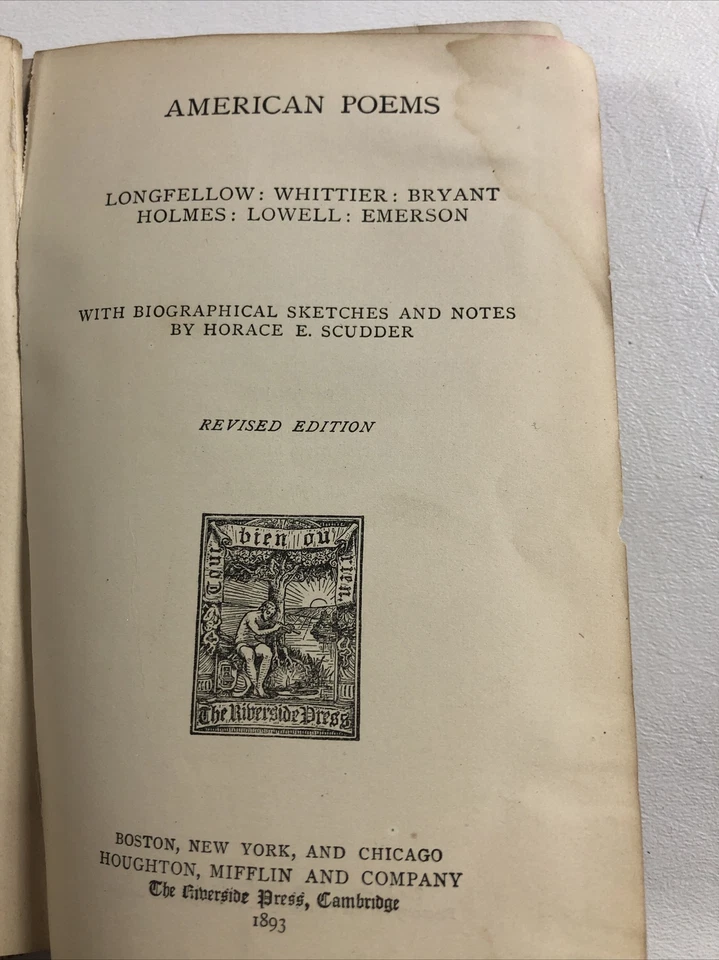 AMERICAN POEMS
LONGFELLOW: WHITTIER: BRYANT
HOLMES: LOWELL: EMERSON
WITH BIOGRAPHICAL SKETCHES AND NOTES
BY HORACE E. SCUDDER
REVISED EDITION
Tout bien ou rien.
The Riverside Press
BOSTON, NEW YORK, AND CHICAGO
HOUGHTON, MIFFLIN AND COMPANY
The Riverside Press, Cambridge
1893